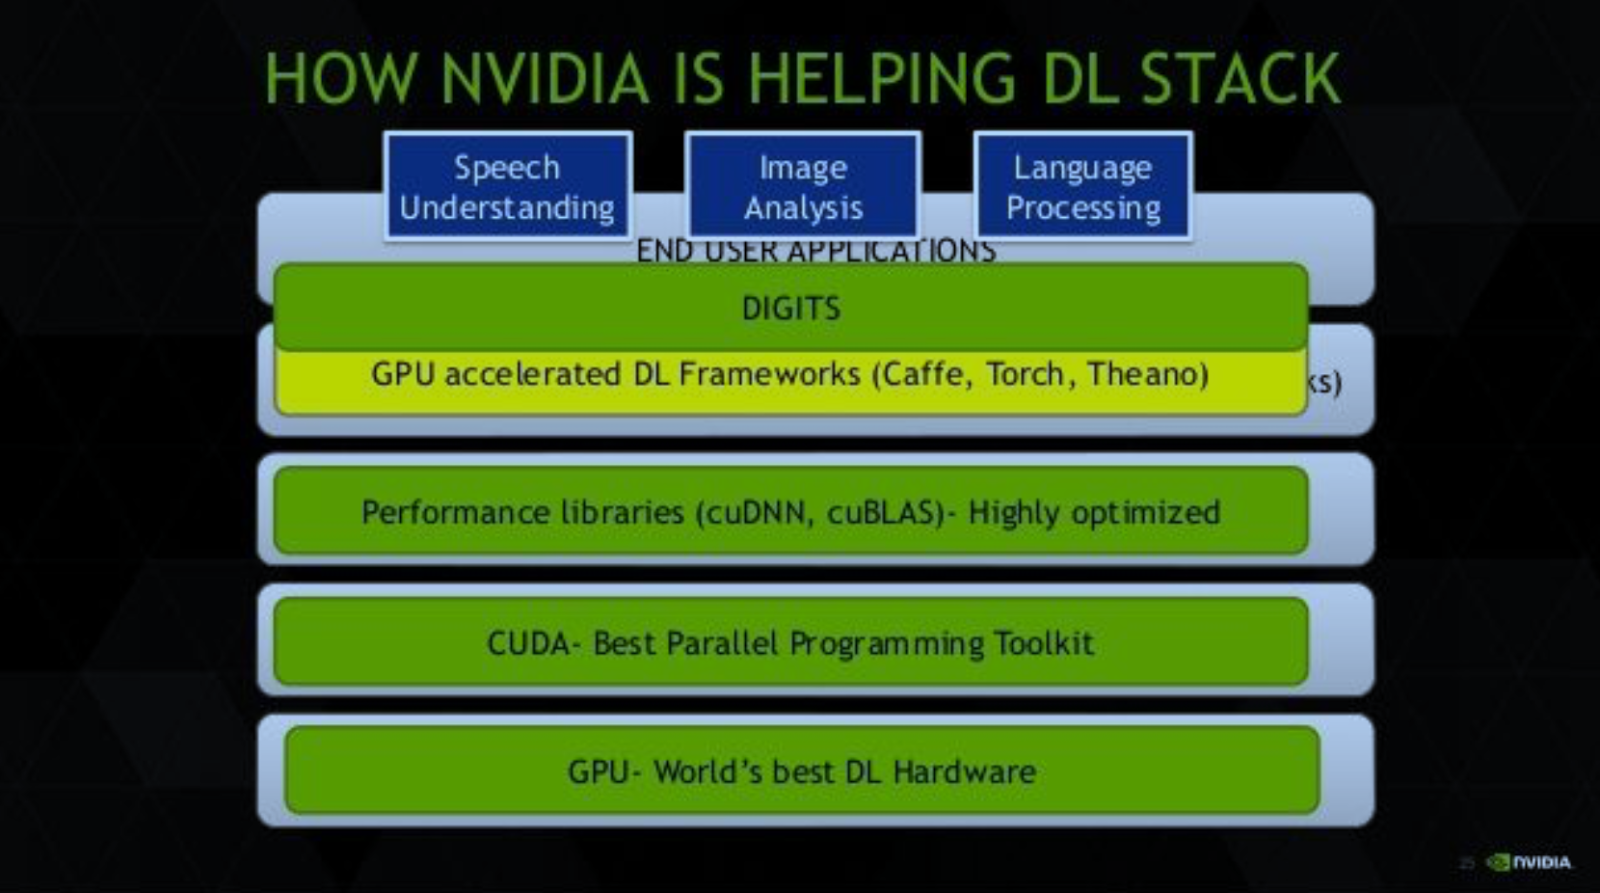 HOW NVIDIA IS HELPING DL STACK
Speech
Understanding
Image
Analysis
Language
Processing
END USER APPLICATIONS
DIGITS
GPU accelerated DL Frameworks (Caffe, Torch, Theano)
ks)
Performance libraries (cuDNN, cuBLAS)- Highly optimized
CUDA- Best Parallel Programming Toolkit
GPU- World's best DL Hardware
NVIDIA